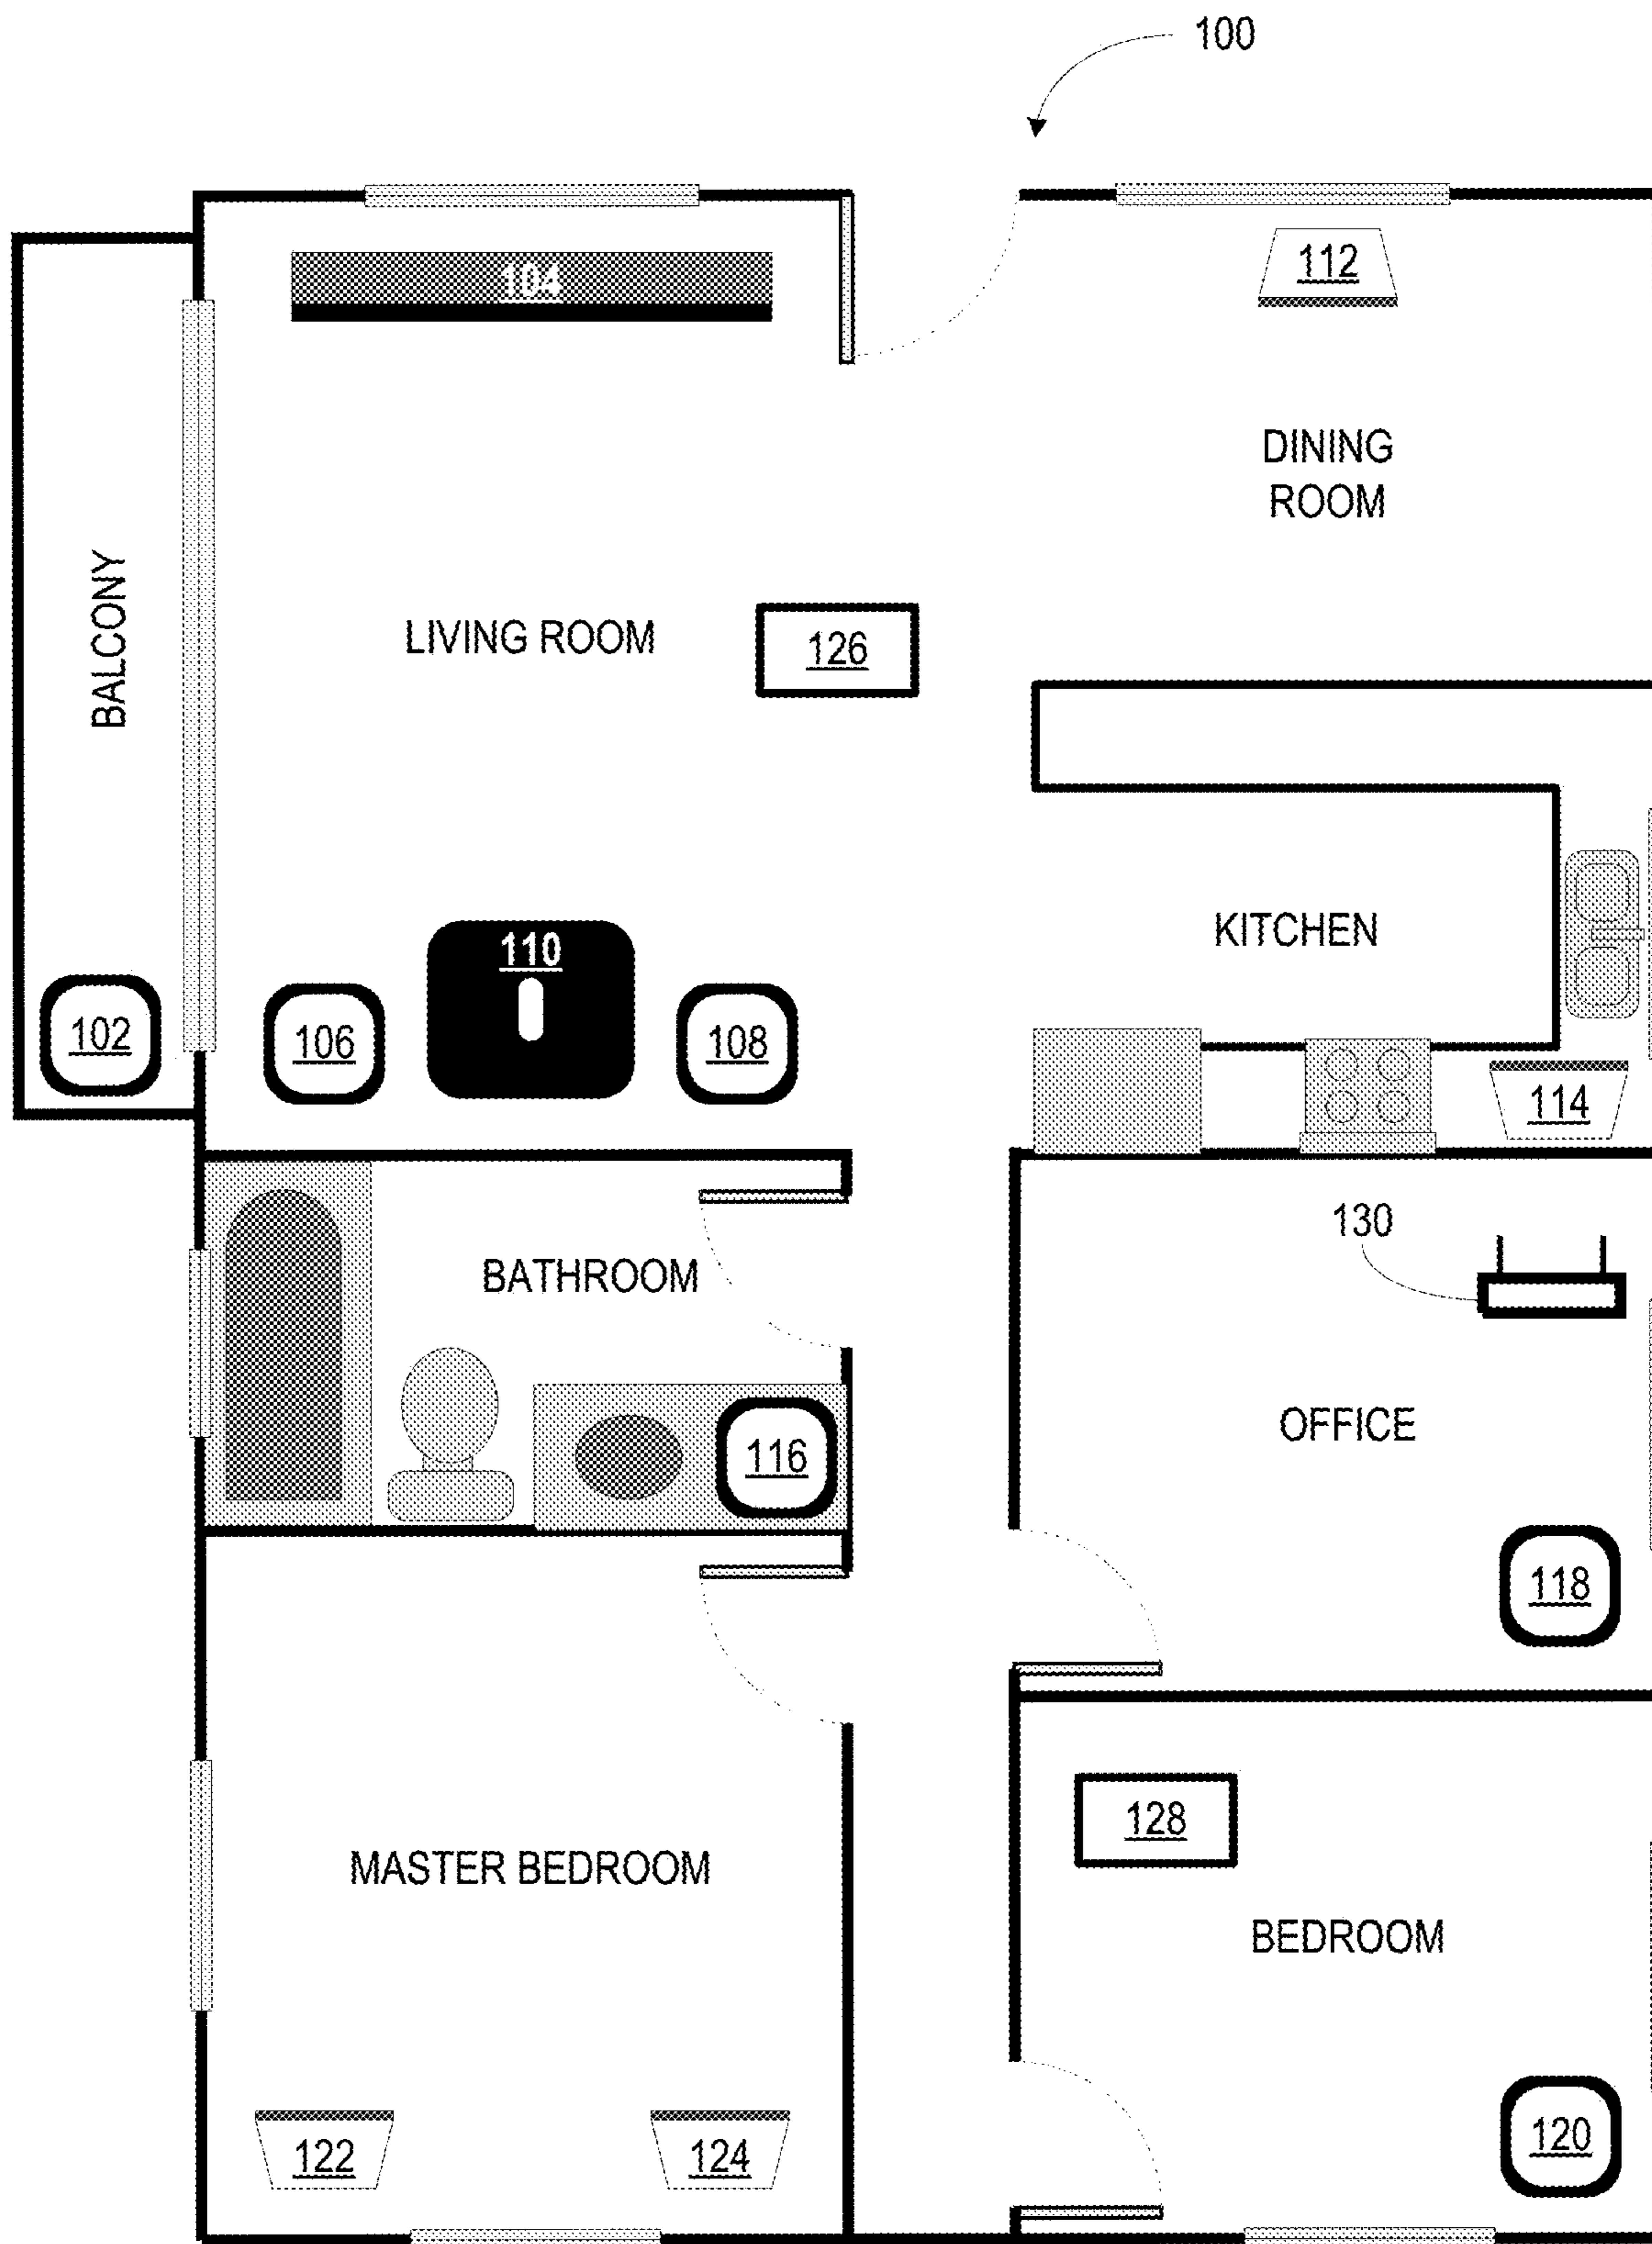 100
104
112
DINING
ROOM
BALCONY
LIVING ROOM
126
KITCHEN
110
102
106
108
114
130
BATHROOM
OFFICE
116
118
128
MASTER BEDROOM
BEDROOM
122
124
120